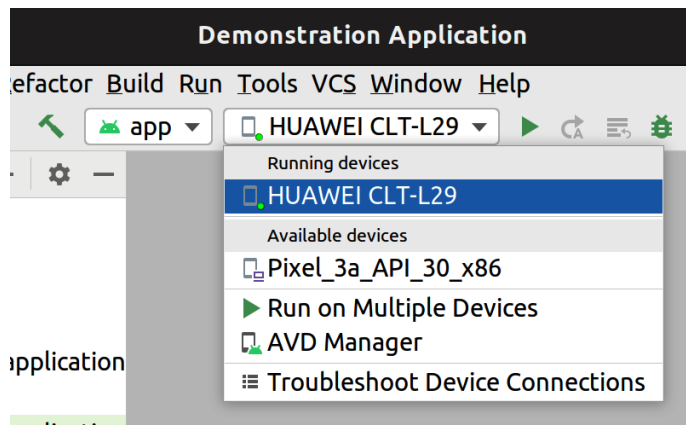 Demonstration Application
efactor Build Run Tools VCS Window Help
app HUAWEI CLT-L29
Running devices
HUAWEI CLT-L29
Available devices
Pixel_3a_API_30_x86
Run on Multiple Devices
AVD Manager
application
Troubleshoot Device Connections